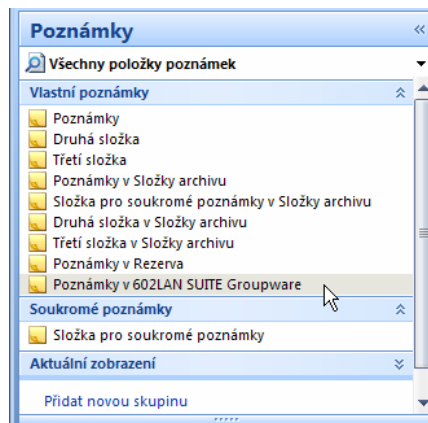 Poznámky
Všechny položky poznámek
Vlastní poznámky
Poznámky
Druhá složka
Třetí složka
Poznámky v Složky archivu
Složka pro soukromé poznámky v Složky archivu
Druhá složka v Složky archivu
Třetí složka v Složky archivu
Poznámky v Rezerva
Poznámky v 602LAN SUITE Groupware
Soukromé poznámky
Složka pro soukromé poznámky
Aktuální zobrazení
Přidat novou skupinu